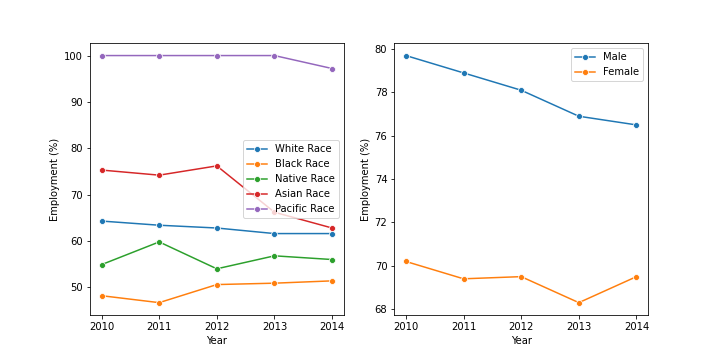 100
90
80
70
60
50
Employment (%)
2010 2011 2012 2013 2014
Year
White Race
Black Race
Native Race
Asian Race
Pacific Race
80
78
76
74
72
70
68
Employment (%)
2010 2011 2012 2013 2014
Year
Male
Female